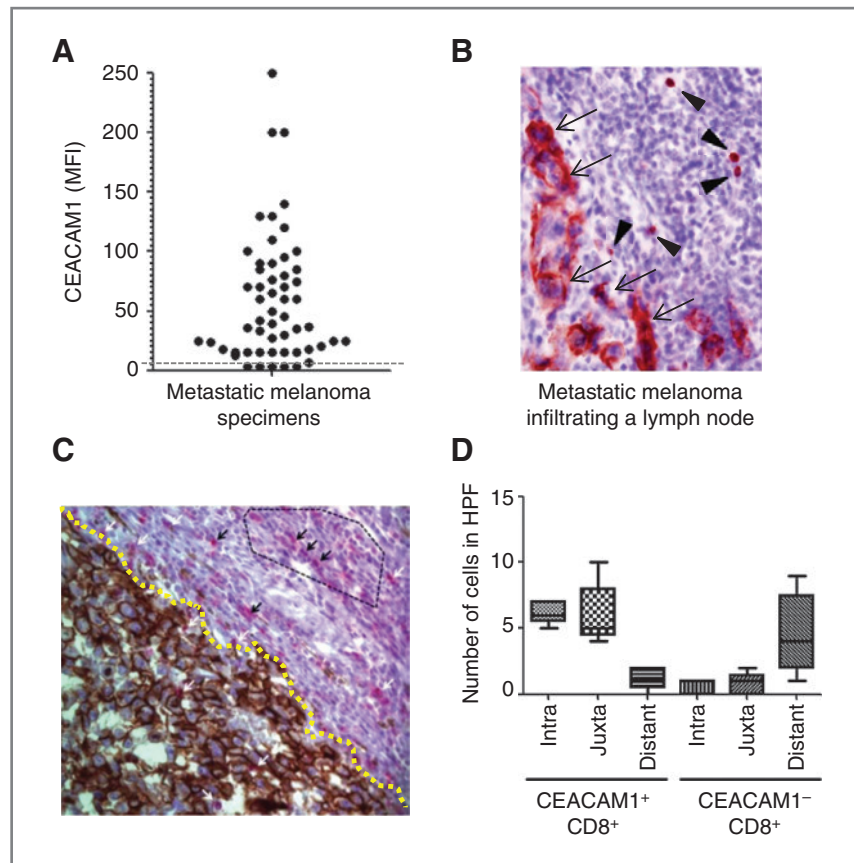 A
CEACAM1 (MFI)
250
200
150
100
50
0
Metastatic melanoma
specimens
B
Metastatic melanoma
infiltrating a lymph node
C
D
Number of cells in HPF
15
10
5
0
Intra
Juxta
Distant
Intra
Juxta
Distant
CEACAM1⁺
CD8⁺
CEACAM1⁻
CD8⁺